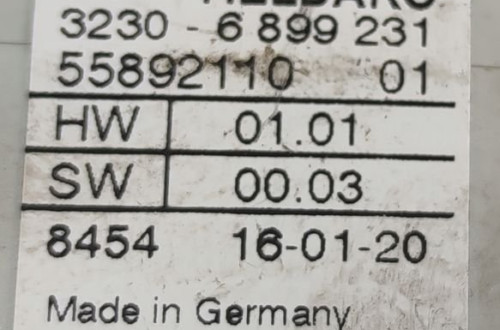 3230 - 6 899 231
55892110 01
HW 01.01
SW 00.03
8454 16-01-20
Made in Germany